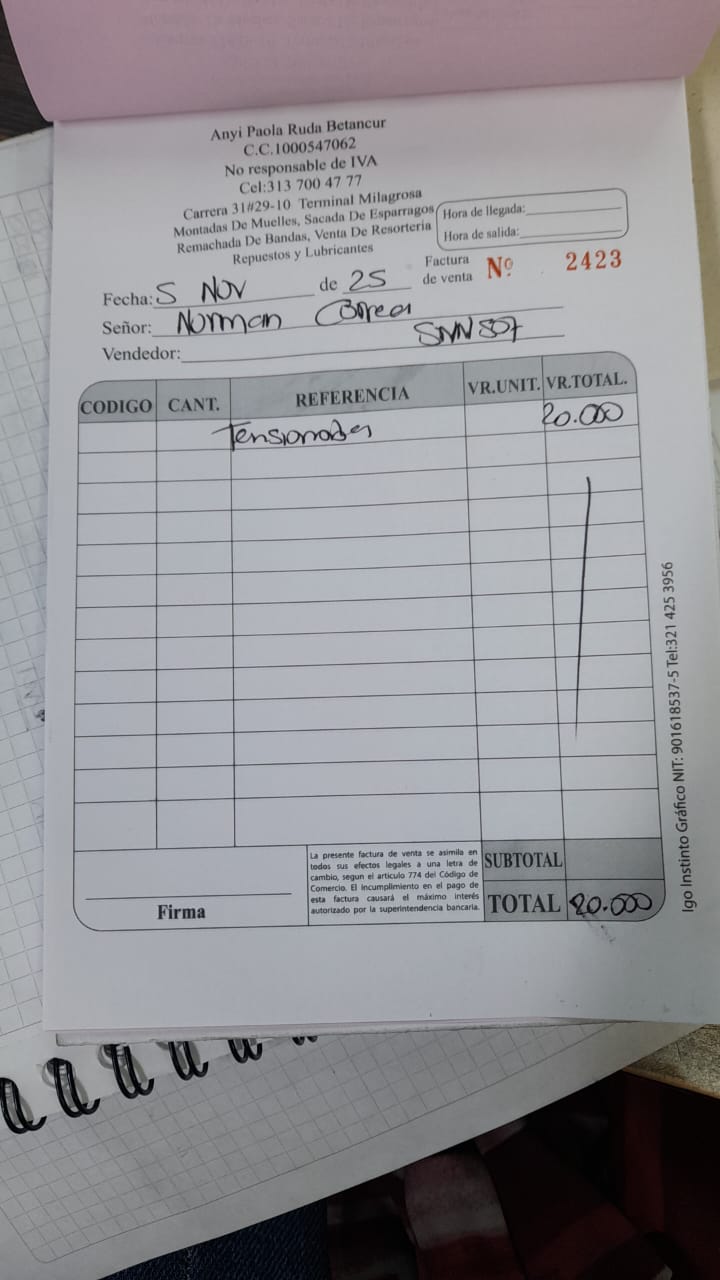 Anyi Paola Ruda Betancur
C.C.1000547062
No responsable de IVA
Cel:313 700 47 77
Carrera 31#29-10 Terminal Milagrosa
Montadas De Muelles, Sacada De Esparragos
Remachada De Bandas, Venta De Resorteria
Repuestos y Lubricantes
Hora de llegada:
Hora de salida:
Factura de venta Nº 2423
Fecha: 5 NOV de 25
Señor: Norman Correa
SNN807
Vendedor:
CODIGO CANT. REFERENCIA VR.UNIT. VR.TOTAL.
Tensionada 20.000
La presente factura de venta se asimila en
todos sus efectos legales a una letra de
cambio, segun el articulo 774 del Código de
Comercio. El incumplimiento en el pago de
esta factura causará el máximo interés
autorizado por la superintendencia bancaria.
Firma
SUBTOTAL
TOTAL 20.000
Igo Instinto Gráfico NIT: 901618537-5 Tel:321 425 3956